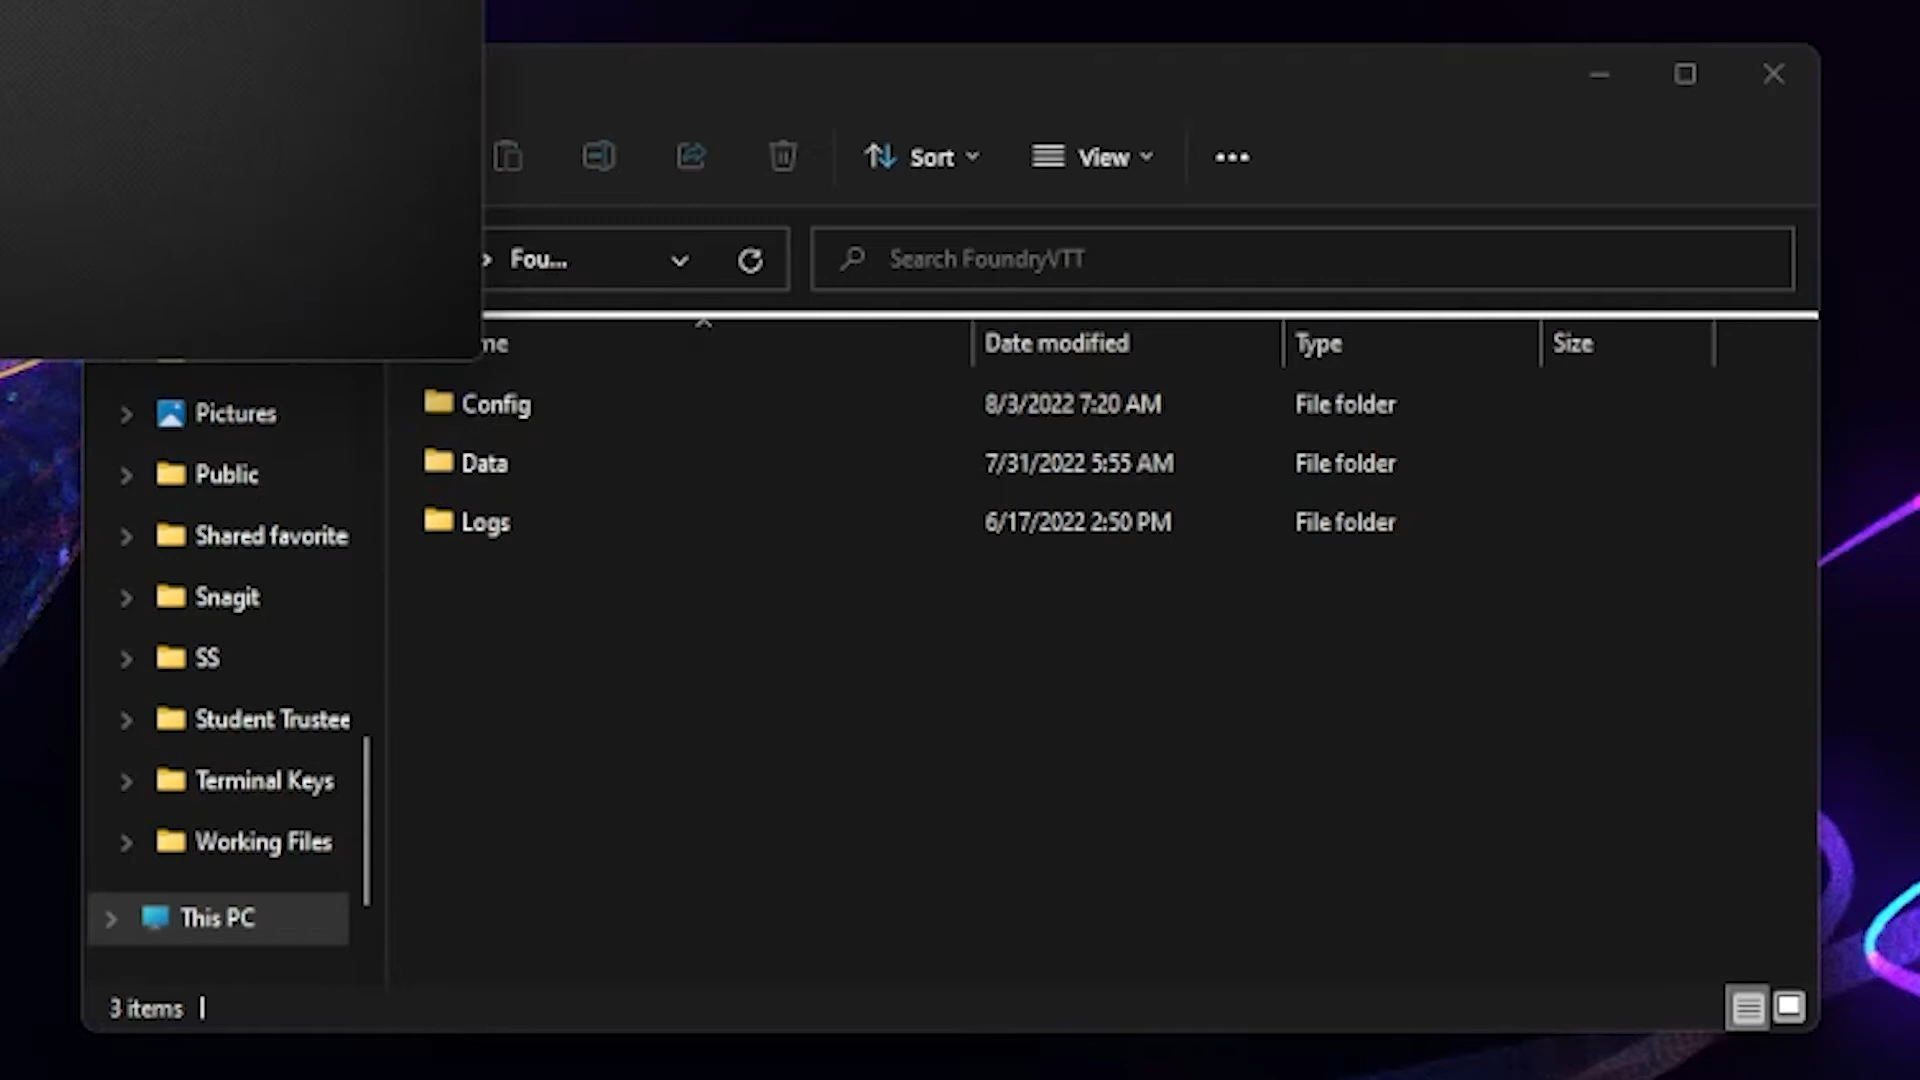 Sort
View
Fou...
Search FoundryVTT
me
Date modified
Type
Size
Config
8/3/2022 7:20 AM
File folder
Data
7/31/2022 5:55 AM
File folder
Logs
6/17/2022 2:50 PM
File folder
Pictures
Public
Shared favorite
Snagit
SS
Student Trustee
Terminal Keys
Working Files
This PC
3 items